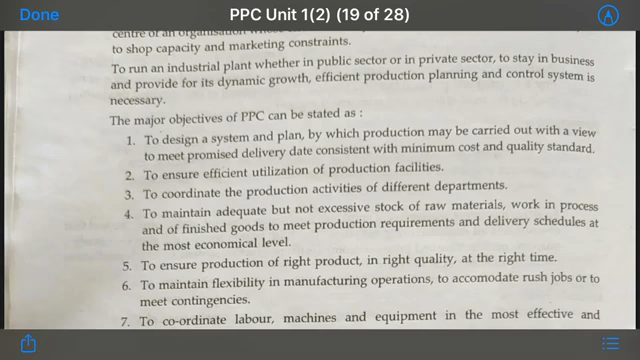 Done
PPC Unit 1(2) (19 of 28)
centre of an organisation
to shop capacity and marketing constraints.
To run an industrial plant whether in public sector or in private sector, to stay in business
and provide for its dynamic growth, efficient production planning and control system is
necessary.
The major objectives of PPC can be stated as :
1. To design a system and plan, by which production may be carried out with a view
to meet promised delivery date consistent with minimum cost and quality standard.
2. To ensure efficient utilization of production facilities.
3. To coordinate the production activities of different departments.
4. To maintain adequate but not excessive stock of raw materials, work in process
and of finished goods to meet production requirements and delivery schedules at
the most economical level.
5. To ensure production of right product, in right quality, at the right time.
6. To maintain flexibility in manufacturing operations, to accomodate rush jobs or to
meet contingencies.
7. To co-ordinate labour, machines and equipment in the most effective and